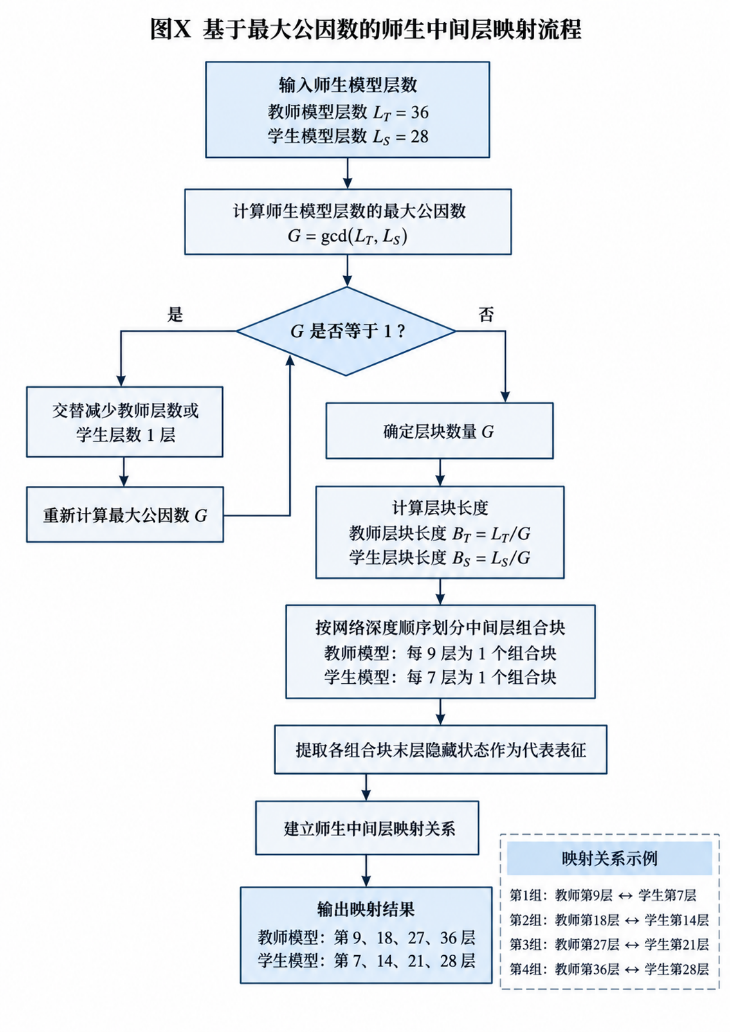 图X 基于最大公因数的师生中间层映射流程
输入师生模型层数
教师模型层数 L_T = 36
学生模型层数 L_S = 28
计算师生模型层数的最大公因数
G = gcd(L_T, L_S)
是
G 是否等于 1？
否
交替减少教师层数或
学生层数 1 层
重新计算最大公因数 G
确定层块数量 G
计算层块长度
教师层块长度 B_T = L_T/G
学生层块长度 B_S = L_S/G
按网络深度顺序划分中间层组合块
教师模型：每 9 层为 1 个组合块
学生模型：每 7 层为 1 个组合块
提取各组合块末层隐藏状态作为代表表征
建立师生中间层映射关系
输出映射结果
教师模型：第 9、18、27、36 层
学生模型：第 7、14、21、28 层
映射关系示例
第1组：教师第9层 ↔ 学生第7层
第2组：教师第18层 ↔ 学生第14层
第3组：教师第27层 ↔ 学生第21层
第4组：教师第36层 ↔ 学生第28层